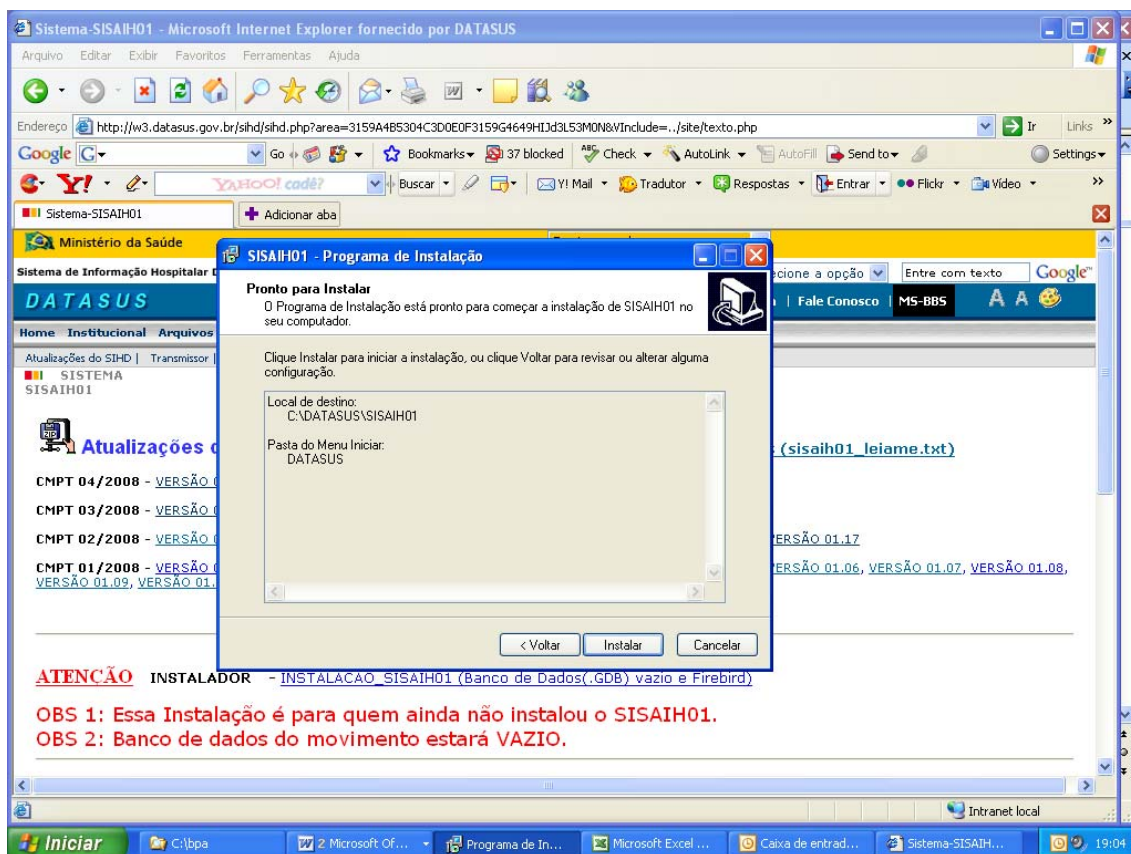 Sistema-SISAIH01 - Microsoft Internet Explorer fornecido por DATASUS
Arquivo Editar Exibir Favoritos Ferramentas Ajuda
Endereço http://w3.datasus.gov.br/sihd/sihd.php?area=3159A4B5304C3D0E0F3159G4649HIJd3L53M0N&VInclude=../site/texto.php Ir Links
Google G Go Bookmarks 37 blocked ABC Check AutoLink AutoFill Send to Settings
Y! YAHOO! cadê? Buscar Y! Mail Tradutor Respostas Entrar Flickr Vídeo
Sistema-SISAIH01 Adicionar aba
Ministério da Saúde
SISAIH01 - Programa de Instalação
Sistema de Informação Hospitalar
ecione a opção Entre com texto Google
Pronto para Instalar
O Programa de Instalação está pronto para começar a instalação de SISAIH01 no
seu computador.
DATASUS
| Fale Conosco | MS-BBS A A
Home Institucional Arquivos
Atualizações do SIHD | Transmissor |
Clique Instalar para iniciar a instalação, ou clique Voltar para revisar ou alterar alguma
configuração.
SISTEMA
SISAIH01
Local de destino:
C:\DATASUS\SISAIH01
Pasta do Menu Iniciar:
DATASUS
Atualizações
(sisaih01_leiame.txt)
CMPT 04/2008 - VERSÃO
CMPT 03/2008 - VERSÃO
CMPT 02/2008 - VERSÃO
ERSÃO 01.17
CMPT 01/2008 - VERSÃO
ERSÃO 01.06, VERSÃO 01.07, VERSÃO 01.08,
VERSÃO 01.09, VERSÃO 01.
< Voltar Instalar Cancelar
ATENÇÃO INSTALADOR - INSTALACAO_SISAIH01 (Banco de Dados(.GDB) vazio e Firebird)
OBS 1: Essa Instalação é para quem ainda não instalou o SISAIH01.
OBS 2: Banco de dados do movimento estará VAZIO.
Intranet local
Iniciar C:\bpa 2 Microsoft Of... Programa de In... Microsoft Excel ... Caixa de entrad... Sistema-SISAIH... 19:04